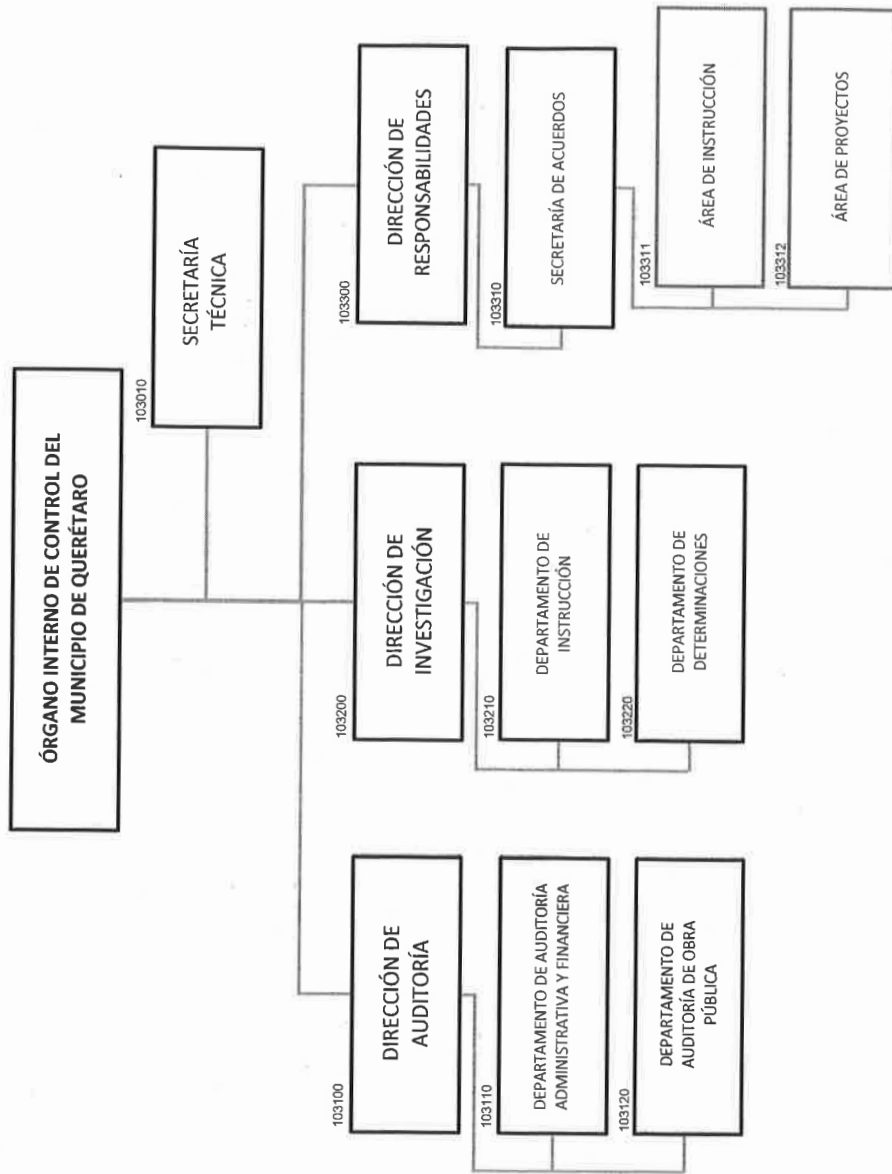 ÓRGANO INTERNO DE CONTROL DEL
MUNICIPIO DE QUERÉTARO
103010
SECRETARÍA
TÉCNICA
103100
DIRECCIÓN DE
AUDITORÍA
103110
DEPARTAMENTO DE AUDITORÍA
ADMINISTRATIVA Y FINANCIERA
103120
DEPARTAMENTO DE
AUDITORÍA DE OBRA
PÚBLICA
103200
DIRECCIÓN DE
INVESTIGACIÓN
103210
DEPARTAMENTO DE
INSTRUCCIÓN
103220
DEPARTAMENTO DE
DETERMINACIONES
103300
DIRECCIÓN DE
RESPONSABILIDADES
103310
SECRETARÍA DE ACUERDOS
103311
ÁREA DE INSTRUCCIÓN
103312
ÁREA DE PROYECTOS